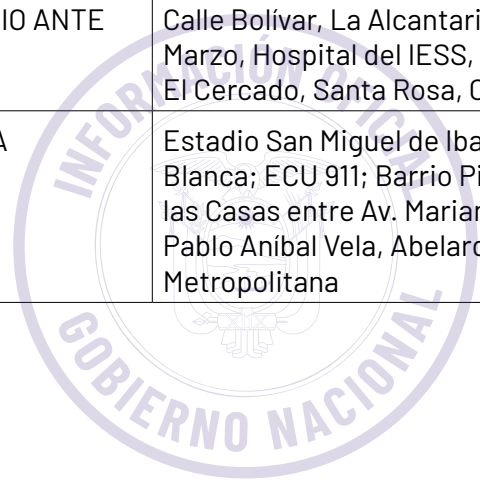 IO ANTE
Calle Bolívar, La Alcantari
Marzo, Hospital del IESS,
El Cercado, Santa Rosa, C
A
Estadio San Miguel de Iba
Blanca; ECU 911; Barrio Pi
las Casas entre Av. Marian
Pablo Aníbal Vela, Abelard
Metropolitana
INFORMACIÓN OFICIAL
GOBIERNO NACIONAL